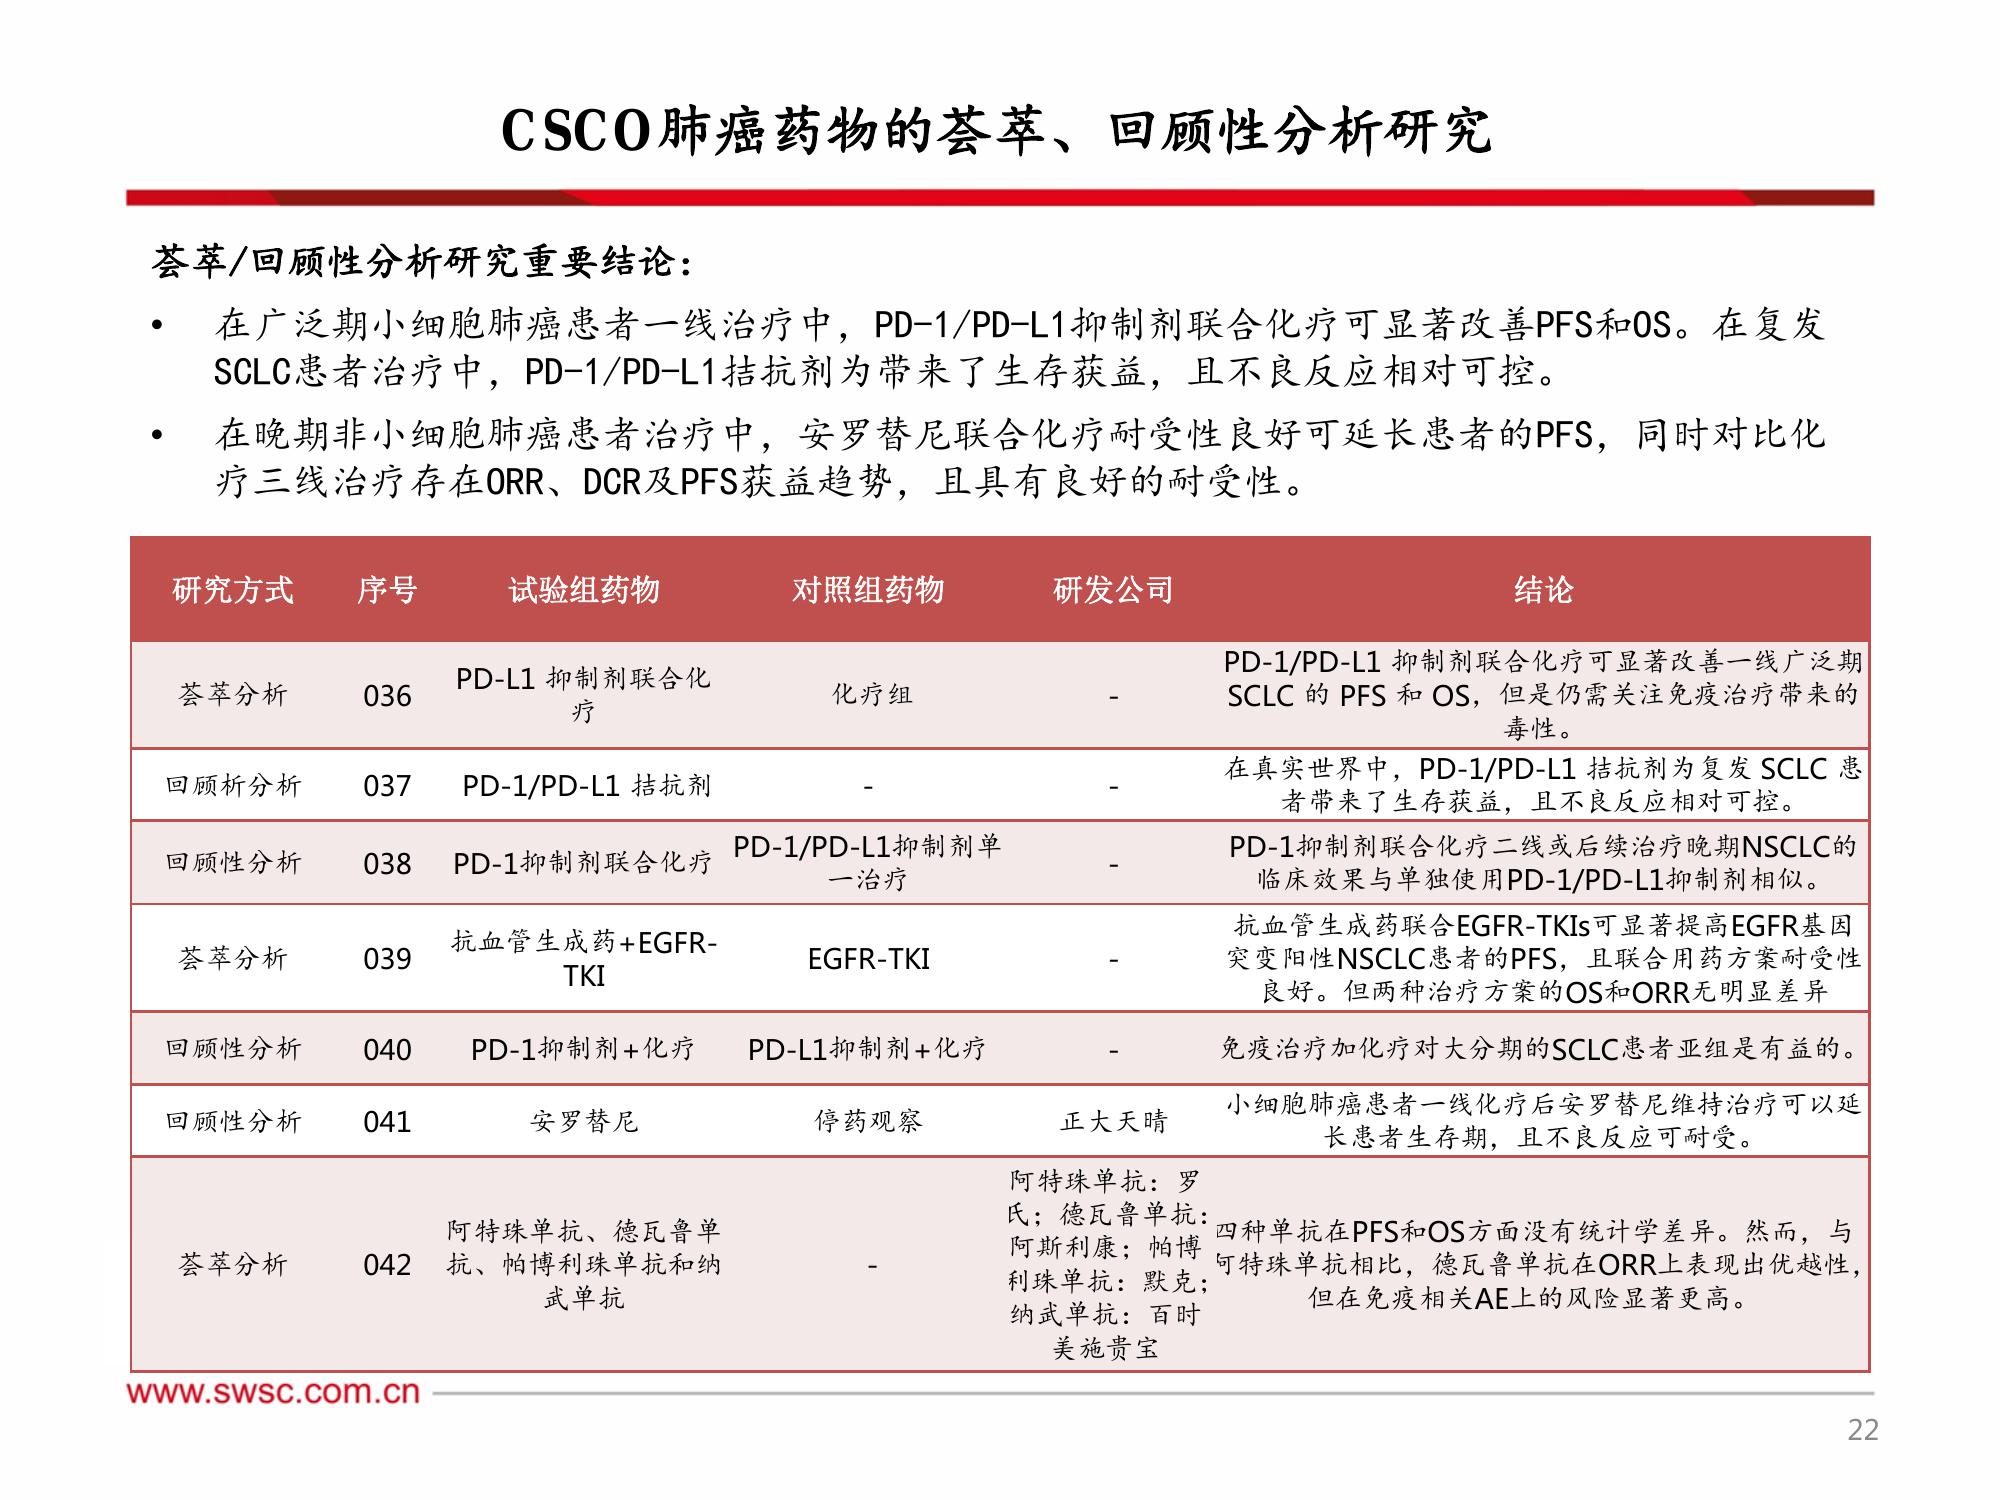 CSCO肺癌药物的荟萃、回顾性分析研究
荟萃/回顾性分析研究重要结论：
• 在广泛期小细胞肺癌患者一线治疗中，PD-1/PD-L1抑制剂联合化疗可显著改善PFS和OS。在复发
SCLC患者治疗中，PD-1/PD-L1拮抗剂为带来了生存获益，且不良反应相对可控。
• 在晚期非小细胞肺癌患者治疗中，安罗替尼联合化疗耐受性良好可延长患者的PFS，同时对比化
疗三线治疗存在ORR、DCR及PFS获益趋势，且具有良好的耐受性。
研究方式 序号 试验组药物 对照组药物 研发公司 结论
荟萃分析 036
PD-L1 抑制剂联合化
疗
化疗组 -
PD-1/PD-L1 抑制剂联合化疗可显著改善一线广泛期
SCLC 的 PFS 和 OS，但是仍需关注免疫治疗带来的
毒性。
回顾析分析 037 PD-1/PD-L1 拮抗剂 - -
在真实世界中，PD-1/PD-L1 拮抗剂为复发 SCLC 患
者带来了生存获益，且不良反应相对可控。
回顾性分析 038 PD-1抑制剂联合化疗
PD-1/PD-L1抑制剂单
一治疗
-
PD-1抑制剂联合化疗二线或后续治疗晚期NSCLC的
临床效果与单独使用PD-1/PD-L1抑制剂相似。
荟萃分析 039
抗血管生成药+EGFR-
TKI
EGFR-TKI -
抗血管生成药联合EGFR-TKIs可显著提高EGFR基因
突变阳性NSCLC患者的PFS，且联合用药方案耐受性
良好。但两种治疗方案的OS和ORR无明显差异
回顾性分析 040 PD-1抑制剂+化疗 PD-L1抑制剂+化疗 - 免疫治疗加化疗对大分期的SCLC患者亚组是有益的。
回顾性分析 041 安罗替尼 停药观察 正大天晴
小细胞肺癌患者一线化疗后安罗替尼维持治疗可以延
长患者生存期，且不良反应可耐受。
荟萃分析 042
阿特珠单抗、德瓦鲁单
抗、帕博利珠单抗和纳
武单抗
-
阿特珠单抗：罗
氏；德瓦鲁单抗：
阿斯利康；帕博
利珠单抗：默克；
纳武单抗：百时
美施贵宝
四种单抗在PFS和OS方面没有统计学差异。然而，与
阿特珠单抗相比，德瓦鲁单抗在ORR上表现出优越性，
但在免疫相关AE上的风险显著更高。
www.swsc.com.cn
22